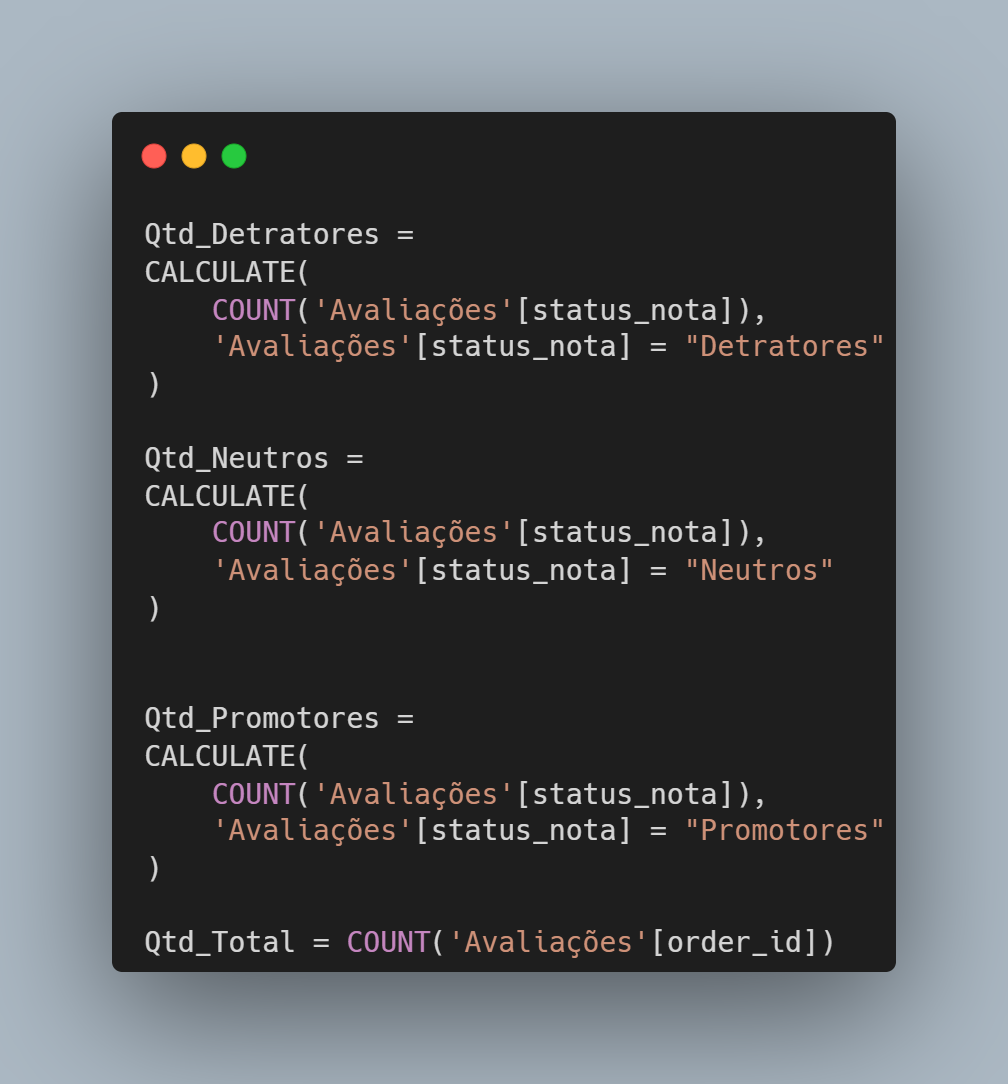 Qtd_Detratores =
CALCULATE(
    COUNT('Avaliações'[status_nota]),
    'Avaliações'[status_nota] = "Detratores"
)
Qtd_Neutros =
CALCULATE(
    COUNT('Avaliações'[status_nota]),
    'Avaliações'[status_nota] = "Neutros"
)
Qtd_Promotores =
CALCULATE(
    COUNT('Avaliações'[status_nota]),
    'Avaliações'[status_nota] = "Promotores"
)
Qtd_Total = COUNT('Avaliações'[order_id])